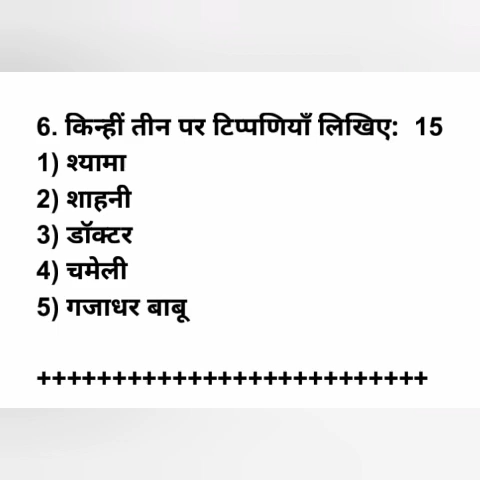 6. किन्हीं तीन पर टिप्पणियाँ लिखिए: 15
1) श्यामा
2) शाहनी
3) डॉक्टर
4) चमेली
5) गजाधर बाबू
++++++++++++++++++++++++++